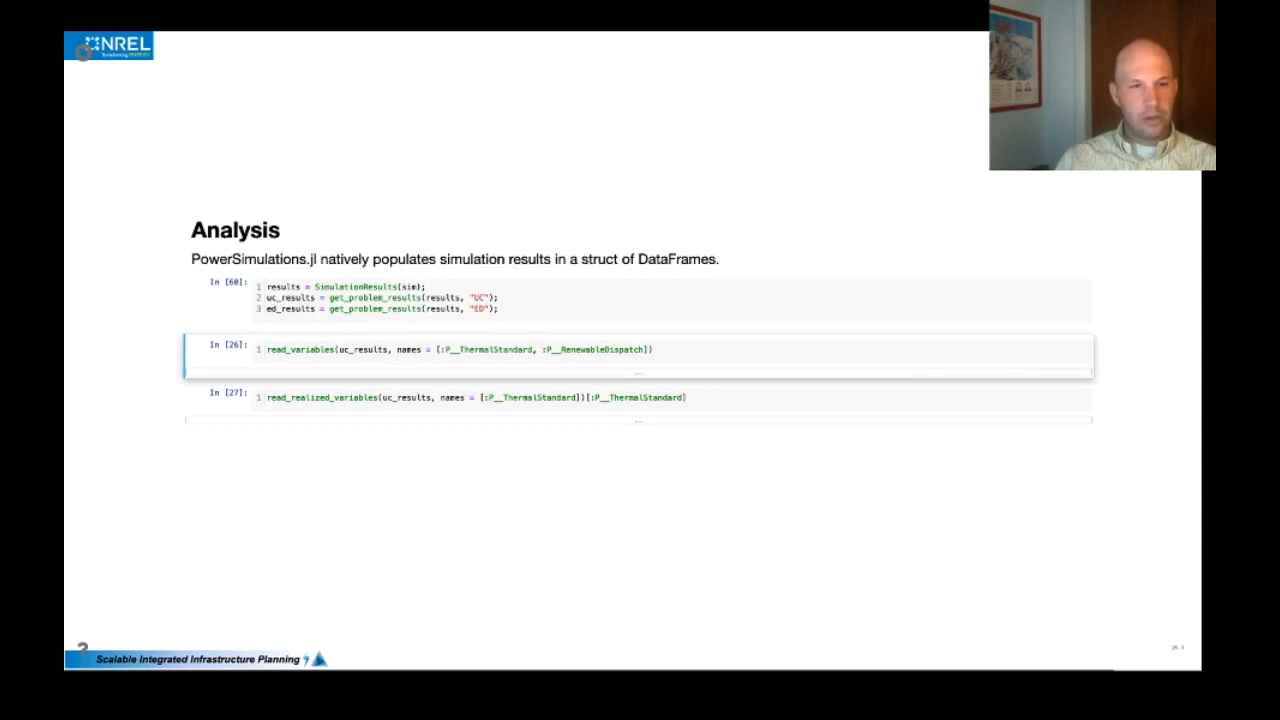 NREL
Transforming ENERGY
Analysis
PowerSimulations.jl natively populates simulation results in a struct of DataFrames.
In [60]:
1 results = SimulationResults(sim);
2 uc_results = get_problem_results(results, "UC");
3 ed_results = get_problem_results(results, "ED");
In [26]:
1 read_variables(uc_results, names = [:P__ThermalStandard, :P__RenewableDispatch])
...
In [27]:
1 read_realized_variables(uc_results, names = [:P__ThermalStandard])[:P__ThermalStandard]
...
?
Scalable Integrated Infrastructure Planning